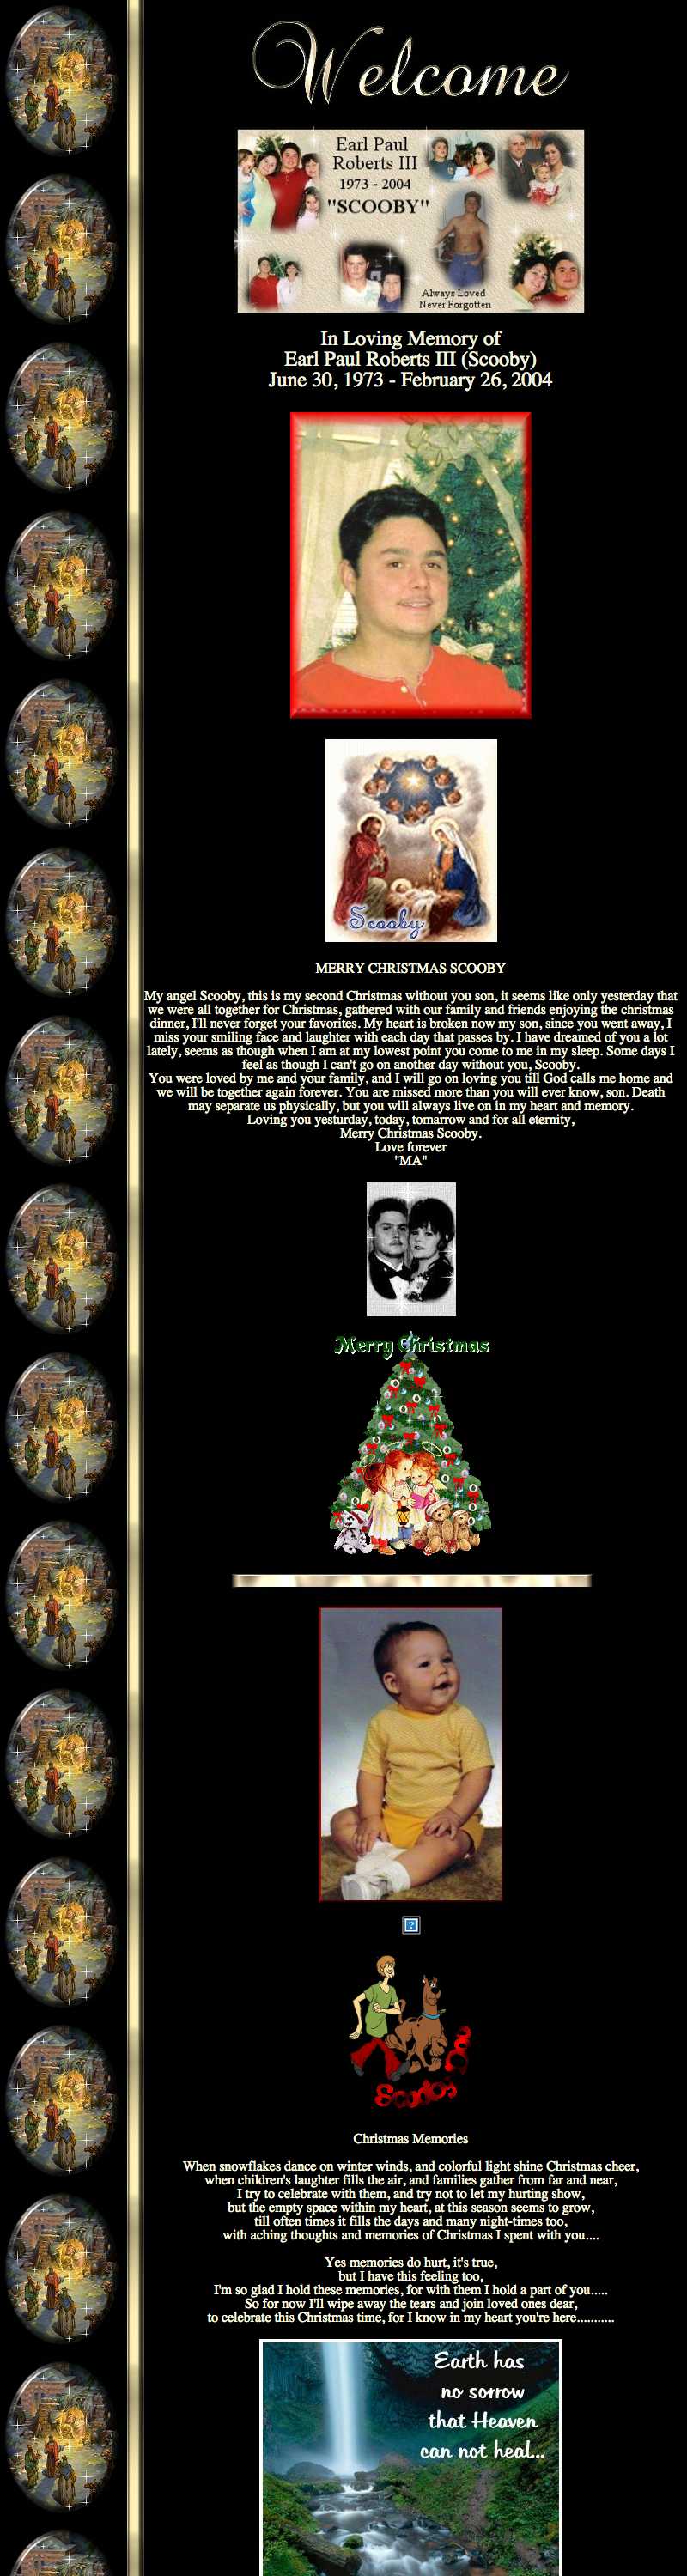 Welcome
Earl Paul
Roberts III
1973 - 2004
"SCOOBY"
Always Loved
Never Forgotten
In Loving Memory of
Earl Paul Roberts III (Scooby)
June 30, 1973 - February 26, 2004
Scooby
MERRY CHRISTMAS SCOOBY
My angel Scooby, this is my second Christmas without you son, it seems like only yesterday that
we were all together for Christmas, gathered with our family and friends enjoying the christmas
dinner, I'll never forget your favorites. My heart is broken now my son, since you went away, I
miss your smiling face and laughter with each day that passes by. I have dreamed of you a lot
lately, seems as though when I am at my lowest point you come to me in my sleep. Some days I
feel as though I can't go on another day without you, Scooby.
You were loved by me and your family, and I will go on loving you till God calls me home and
we will be together again forever. You are missed more than you will ever know, son. Death
may separate us physically, but you will always live on in my heart and memory.
Loving you yesturday, today, tomarrow and for all eternity,
Merry Christmas Scooby.
Love forever
"MA"
Merry Christmas
Christmas Memories
When snowflakes dance on winter winds, and colorful light shine Christmas cheer,
when children's laughter fills the air, and families gather from far and near,
I try to celebrate with them, and try not to let my hurting show,
but the empty space within my heart, at this season seems to grow,
till often times it fills the days and many night-times too,
with aching thoughts and memories of Christmas I spent with you....
Yes memories do hurt, it's true,
but I have this feeling too,
I'm so glad I hold these memories, for with them I hold a part of you.....
So for now I'll wipe away the tears and join loved ones dear,
to celebrate this Christmas time, for I know in my heart you're here...........
Earth has
no sorrow
that Heaven
can not heal...